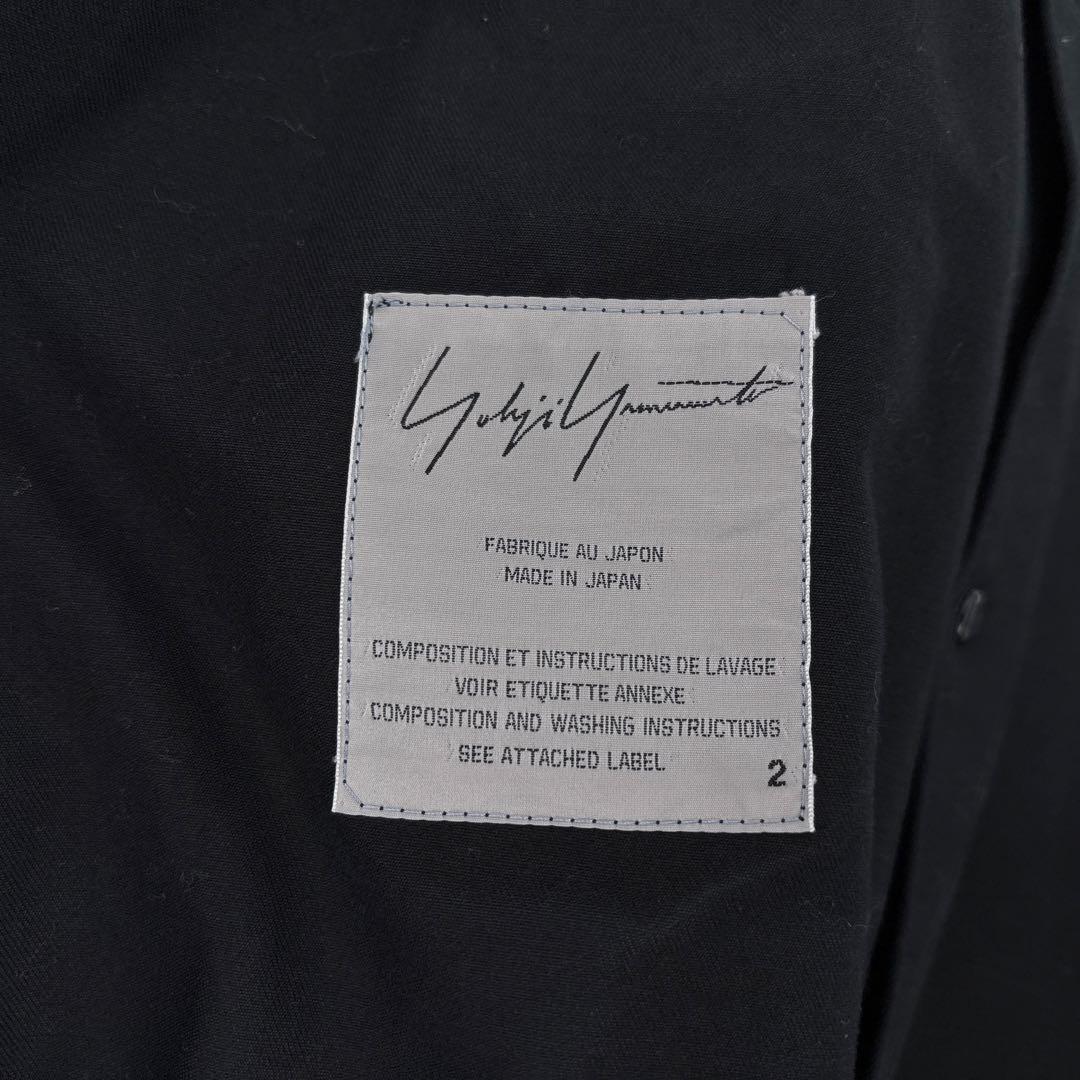 Yohji Yamamoto
FABRIQUE AU JAPON
MADE IN JAPAN
COMPOSITION ET INSTRUCTIONS DE LAVAGE
VOIR ETIQUETTE ANNEXE
COMPOSITION AND WASHING INSTRUCTIONS
SEE ATTACHED LABEL
2